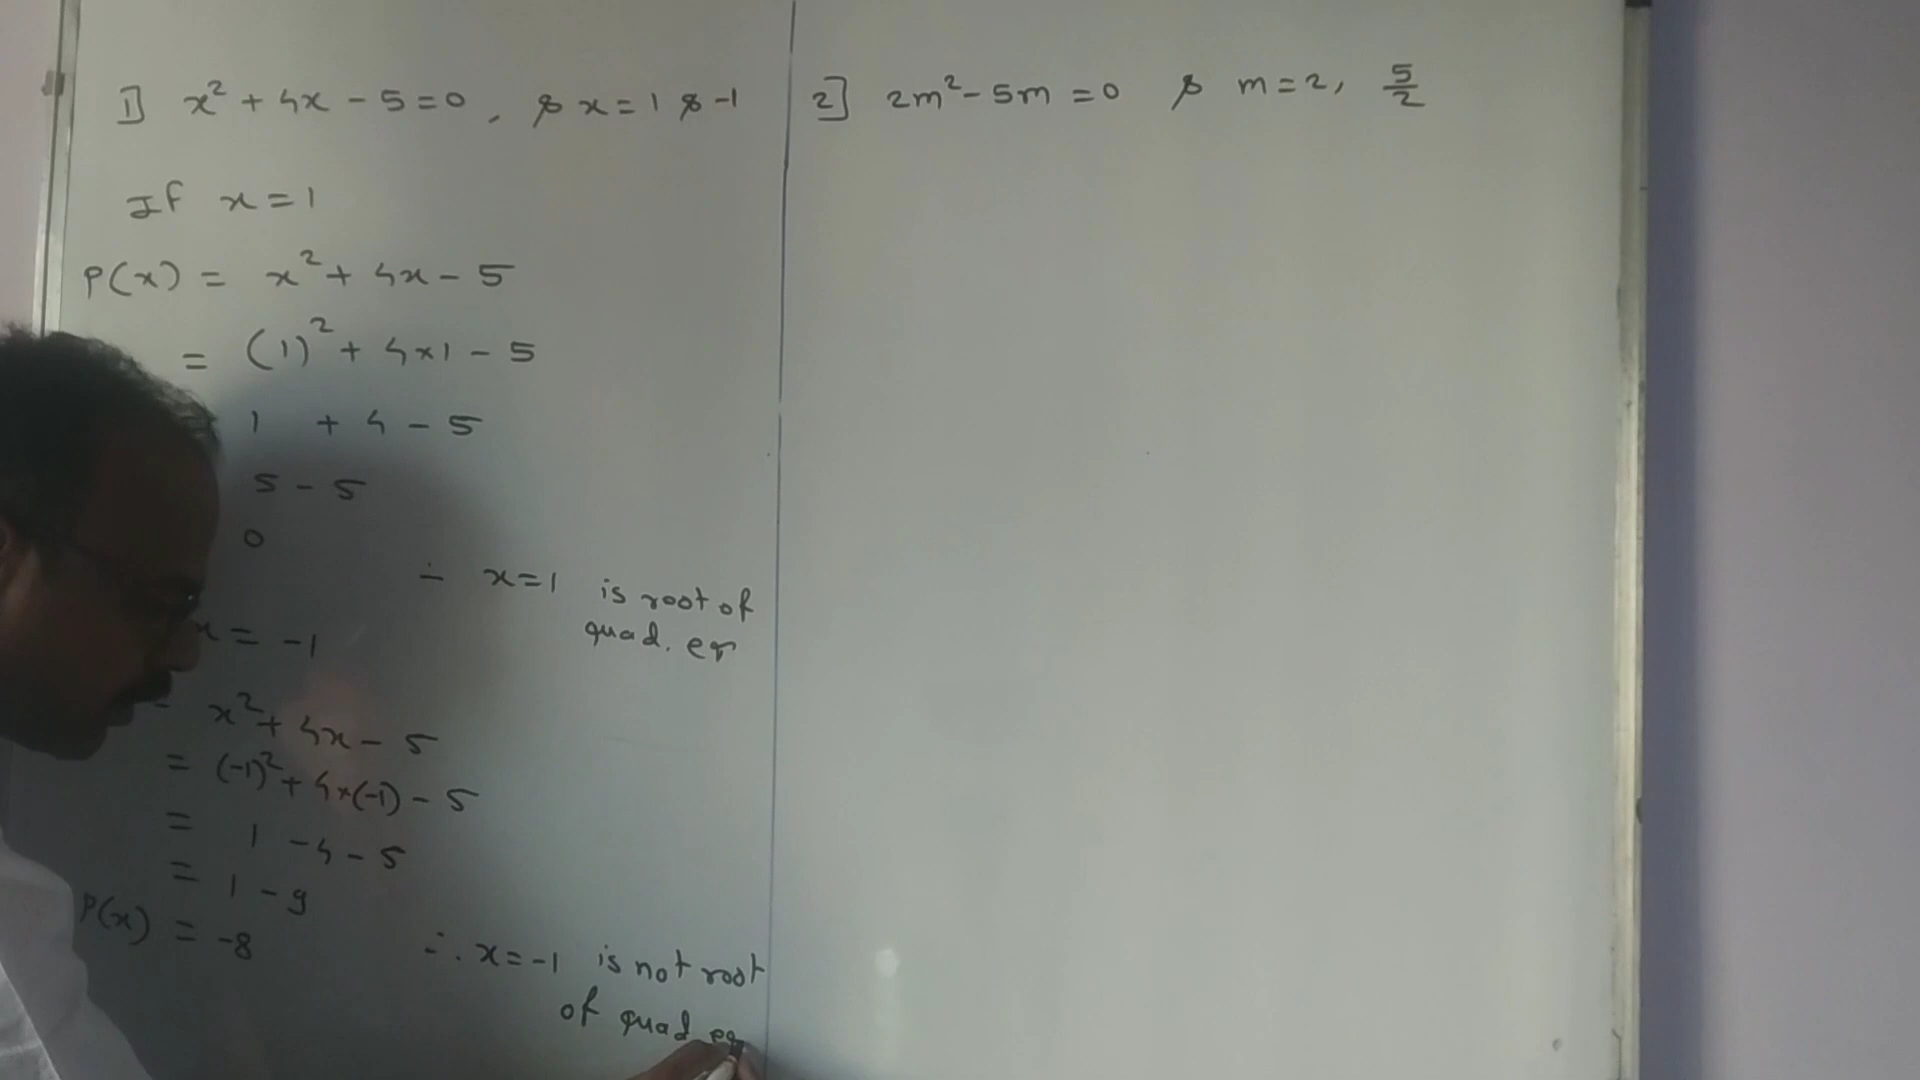 1] x² + 4x - 5 = 0, & x = 1 & -1
If x = 1
P(x) = x² + 4x - 5
= (1)² + 4×1 - 5
1 + 4 - 5
5 - 5
0
∴ x=1 is root of
quad. eq
x = -1
= x² + 4x - 5
= (-1)² + 4×(-1) - 5
= 1 - 4 - 5
= 1 - 9
P(x) = -8
∴ x = -1 is not root
of quad eq
2] 2m² - 5m = 0 & m = 2, 5/2